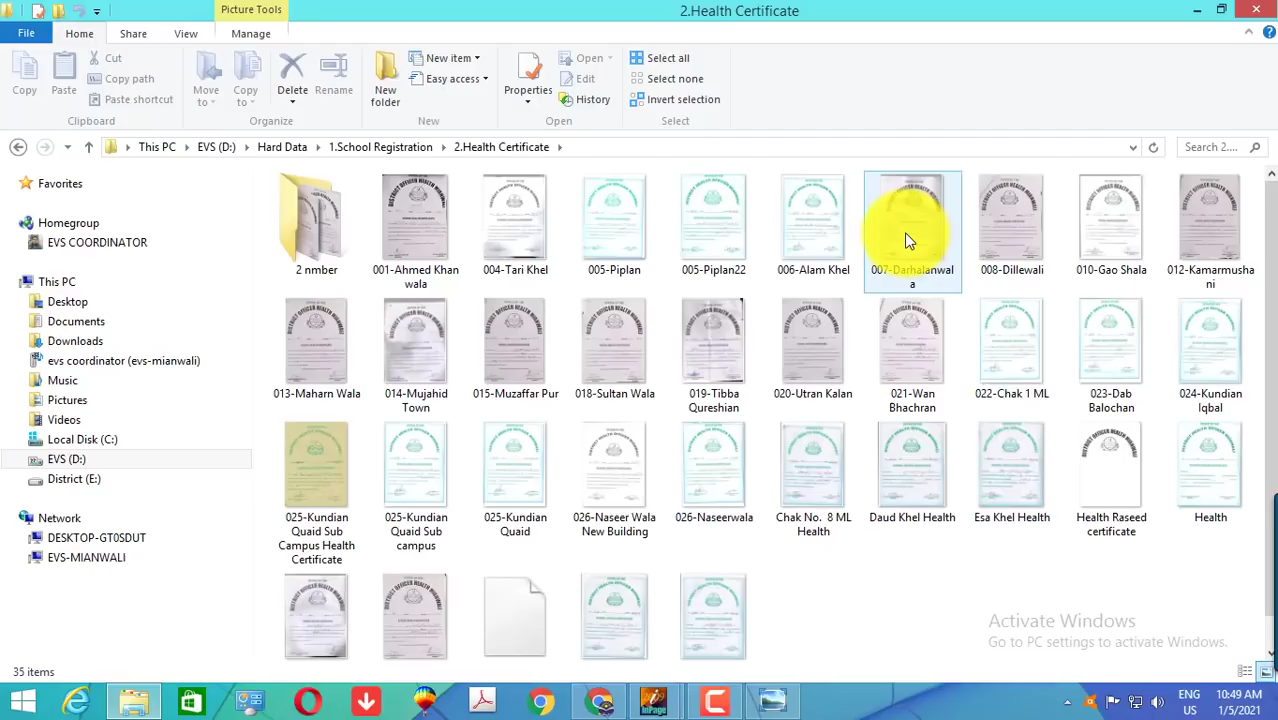 Picture Tools
2.Health Certificate
File
Home
Share
View
Manage
Copy
Paste
Cut
Copy path
Paste shortcut
Clipboard
Move to
Copy to
Delete
Rename
Organize
New folder
New item
Easy access
New
Properties
Open
Edit
History
Open
Select all
Select none
Invert selection
Select
This PC
EVS (D:)
Hard Data
1.School Registration
2.Health Certificate
Search 2....
Favorites
Homegroup
EVS COORDINATOR
This PC
Desktop
Documents
Downloads
evs coordinator (evs-mianwali)
Music
Pictures
Videos
Local Disk (C:)
EVS (D:)
District (E:)
Network
DESKTOP-GT0SDUT
EVS-MIANWALI
2 nmber
001-Ahmed Khan
wala
004-Tari Khel
005-Piplan
005-Piplan22
006-Alam Khel
007-Darhalanwal
a
008-Dillewali
010-Gao Shala
012-Kamarmusha
ni
013-Maharn Wala
014-Mujahid
Town
015-Muzaffar Pur
018-Sultan Wala
019-Tibba
Qureshian
020-Utran Kalan
021-Wan
Bhachran
022-Chak 1 ML
023-Dab
Balochan
024-Kundian
Iqbal
025-Kundian
Quaid Sub
Campus Health
Certificate
025-Kundian
Quaid Sub
campus
025-Kundian
Quaid
026-Naseer Wala
New Building
026-Naseerwala
Chak No.  8 ML
Health
Daud Khel Health
Esa Khel Health
Health Raseed
certificate
Health
Activate Windows
Go to PC settings to activate Windows.
35 items
ENG
US
10:49 AM
1/5/2021